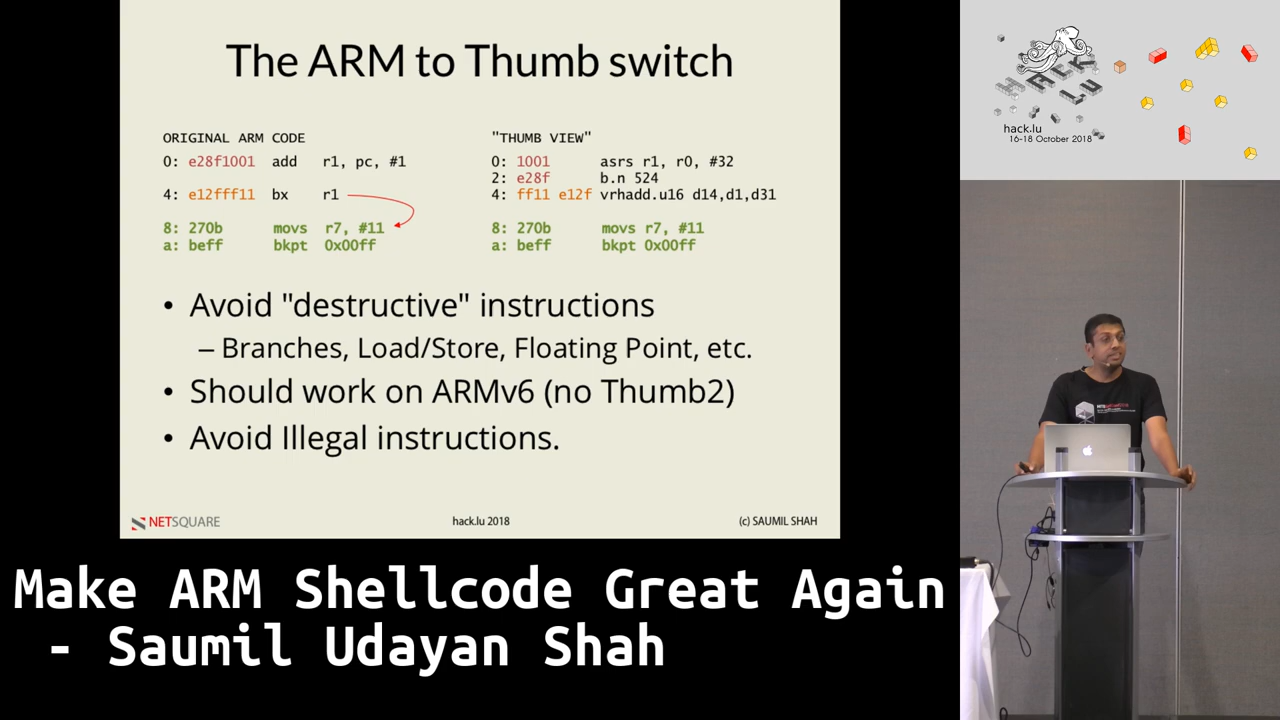 The ARM to Thumb switch
ORIGINAL ARM CODE
0: e28f1001 add r1, pc, #1
4: e12fff11 bx r1
8: 270b movs r7, #11
a: beff bkpt 0x00ff
"THUMB VIEW"
0: 1001 asrs r1, r0, #32
2: e28f b.n 524
4: ff11 e12f vrhadd.u16 d14,d1,d31
8: 270b movs r7, #11
a: beff bkpt 0x00ff
• Avoid "destructive" instructions
– Branches, Load/Store, Floating Point, etc.
• Should work on ARMv6 (no Thumb2)
• Avoid Illegal instructions.
NETSQUARE
hack.lu 2018
(c) SAUMIL SHAH
HACK
LU
hack.lu
16-18 October 2018
Make ARM Shellcode Great Again
- Saumil Udayan Shah